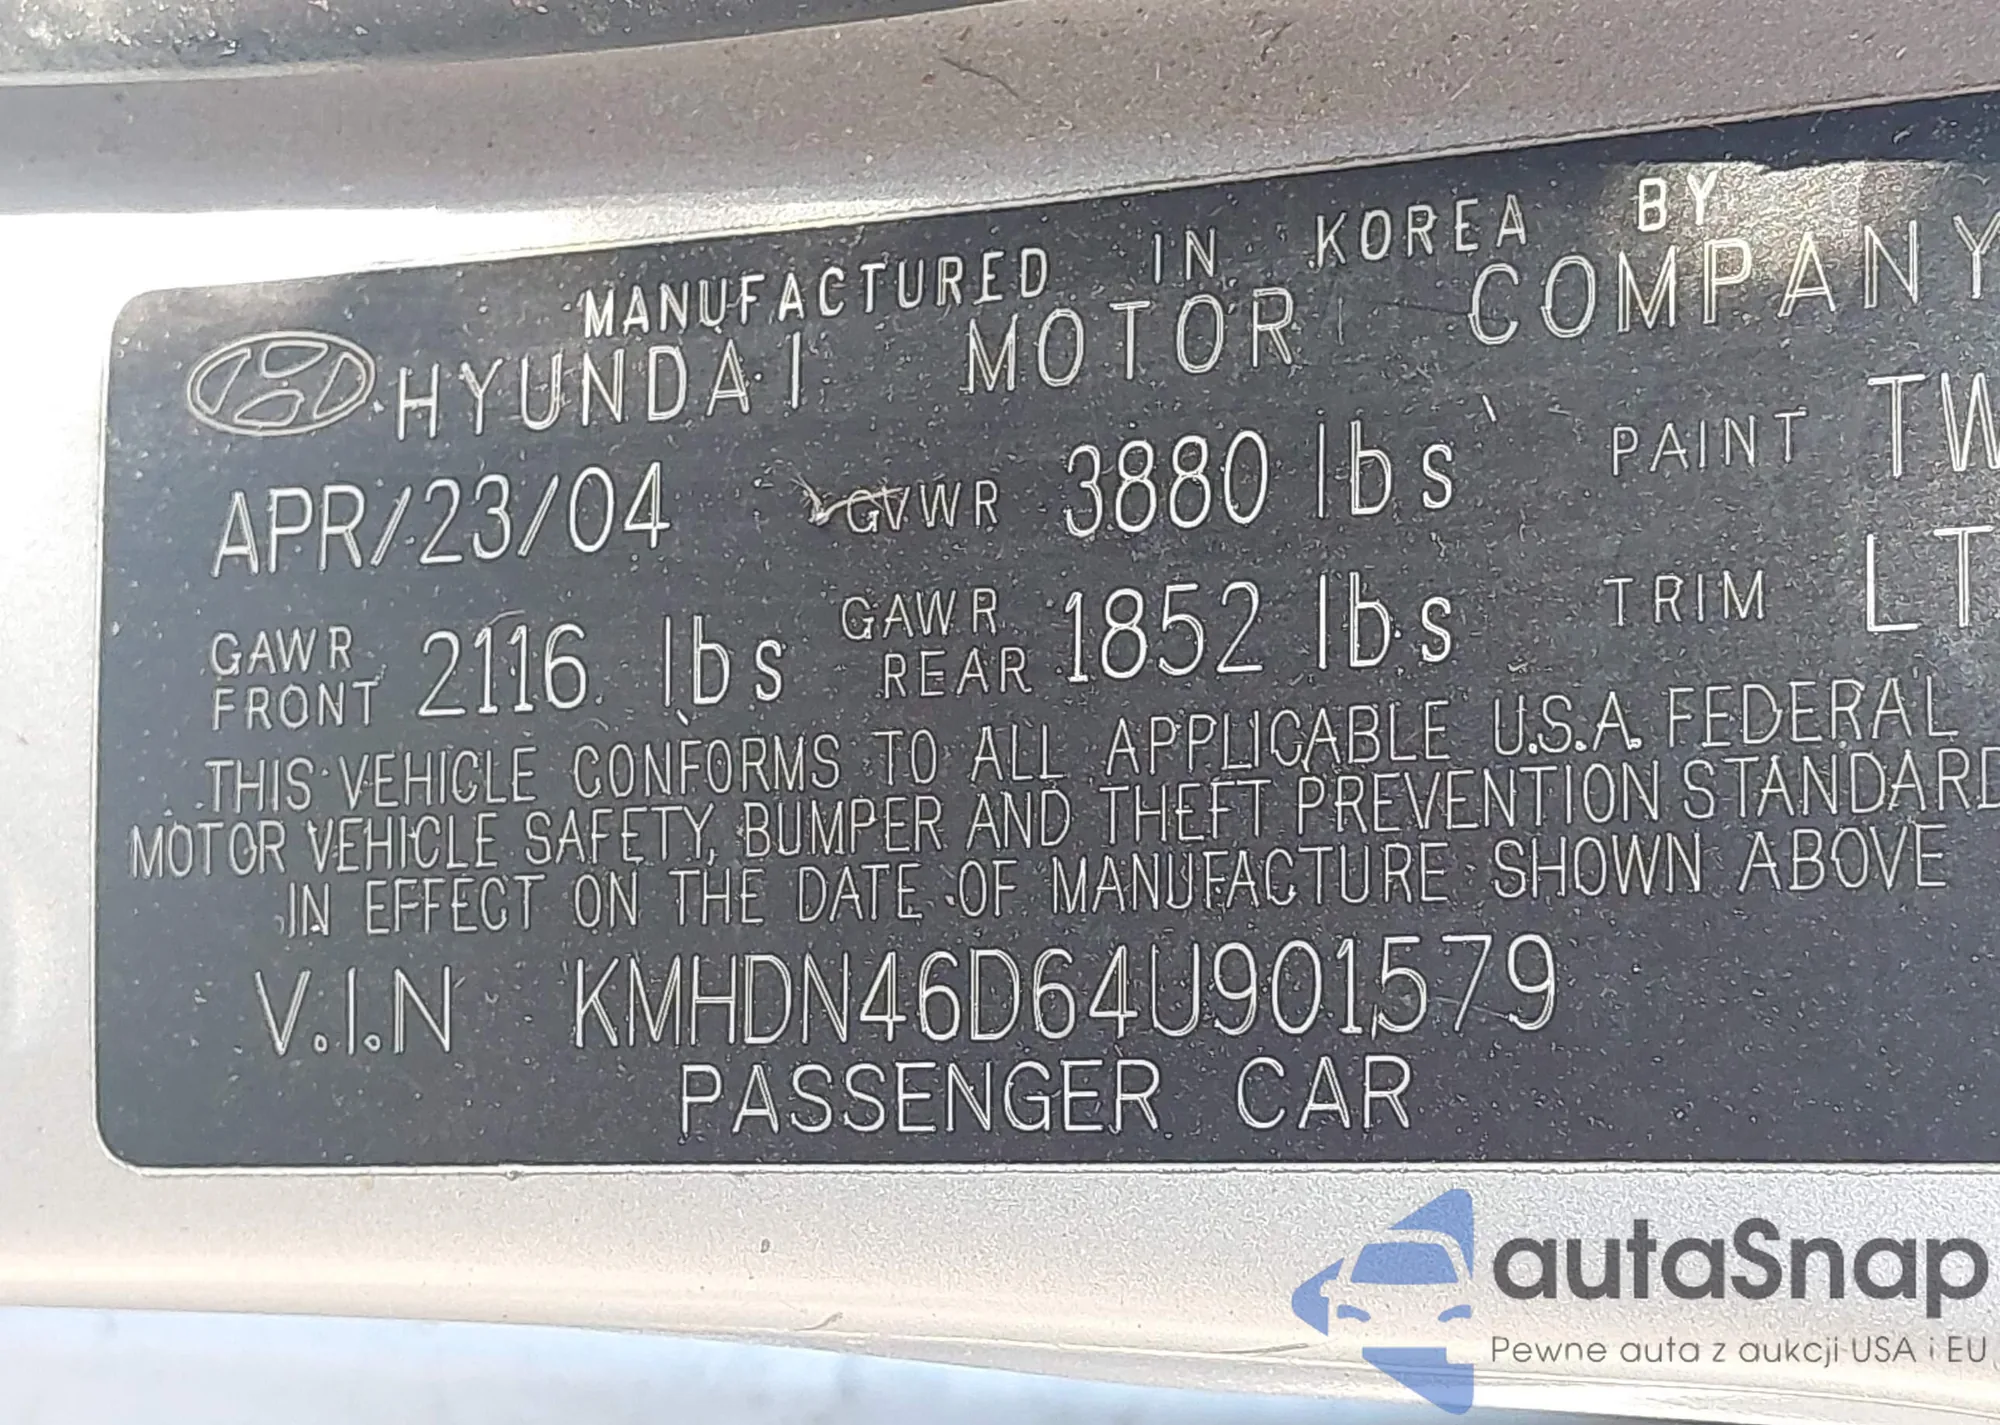 MANUFACTURED IN KOREA BY
HYUNDAI MOTOR COMPANY
APR/23/04 GVWR 3880 lbs PAINT TW
GAWR FRONT 2116 lbs GAWR REAR 1852 lbs TRIM LT
THIS VEHICLE CONFORMS TO ALL APPLICABLE U.S.A. FEDERAL
MOTOR VEHICLE SAFETY, BUMPER AND THEFT PREVENTION STANDARD
IN EFFECT ON THE DATE OF MANUFACTURE SHOWN ABOVE
V.I.N KMHDN46D64U901579
PASSENGER CAR
autaSnap
Pewne auta z aukcji USA i EU